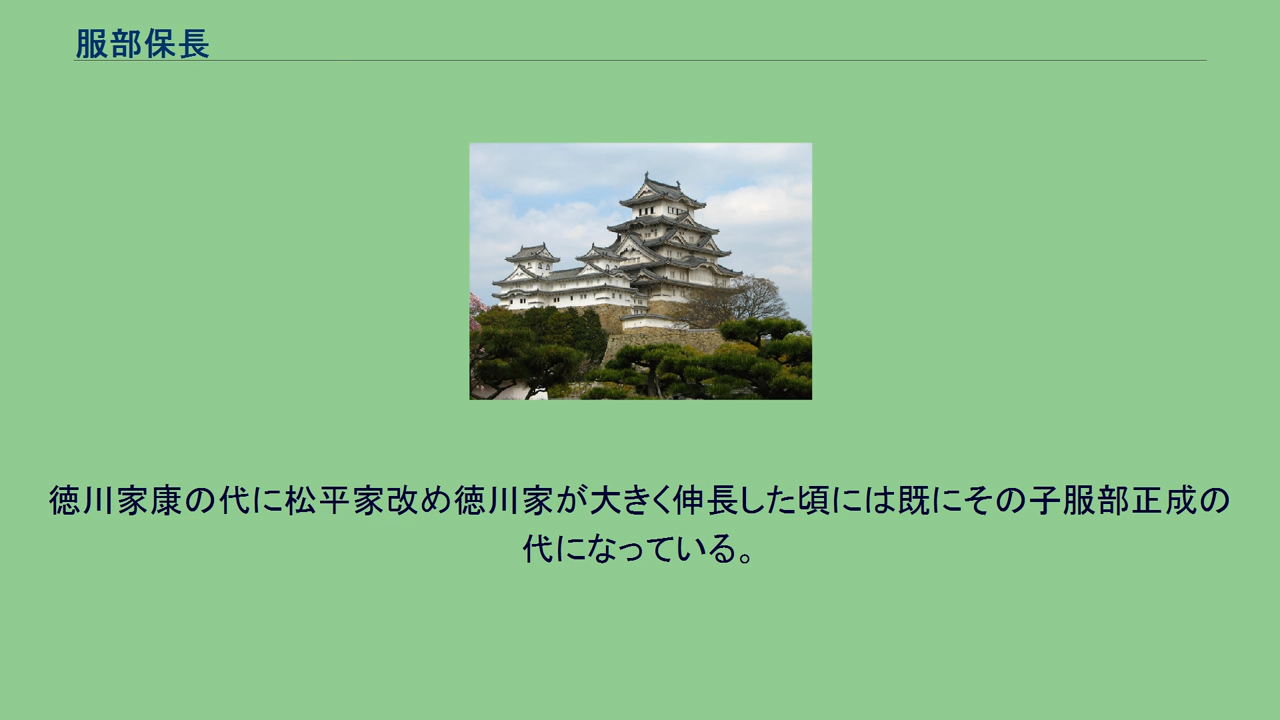 服部保長
徳川家康の代に松平家改め徳川家が大きく伸長した頃には既にその子服部正成の
代になっている。